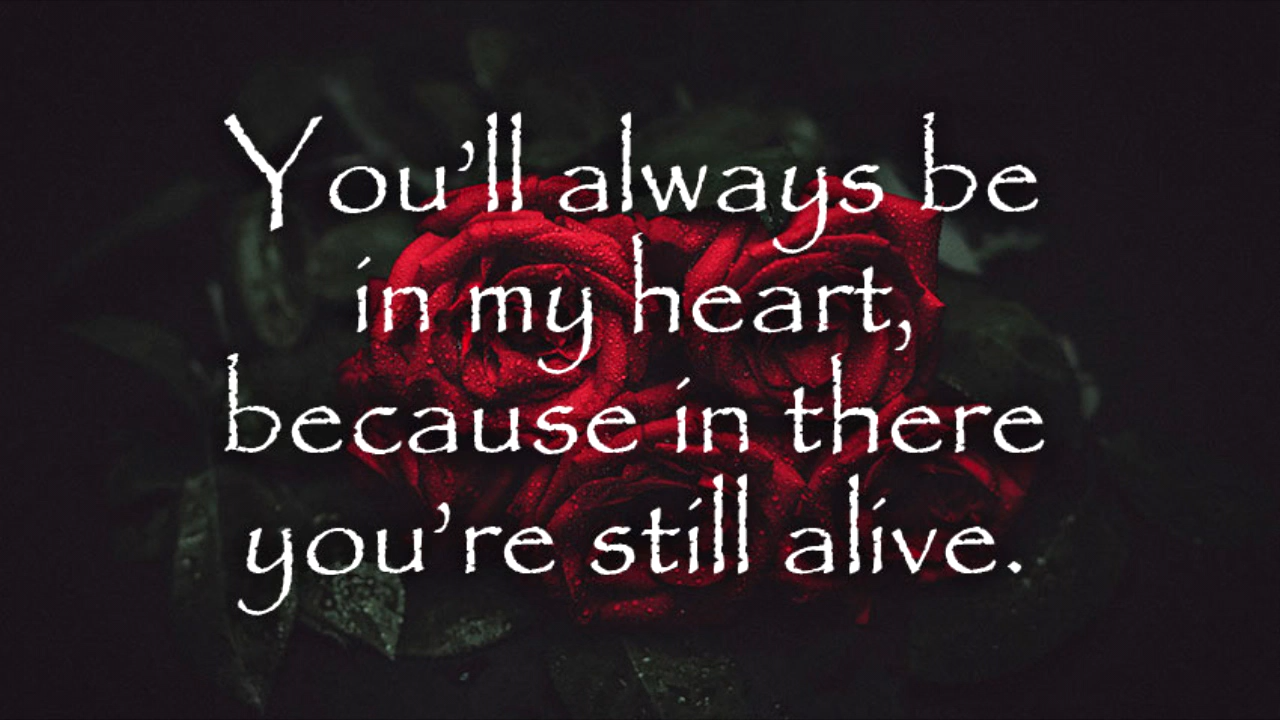 You’ll always be
in my heart,
because in there
you’re still alive.